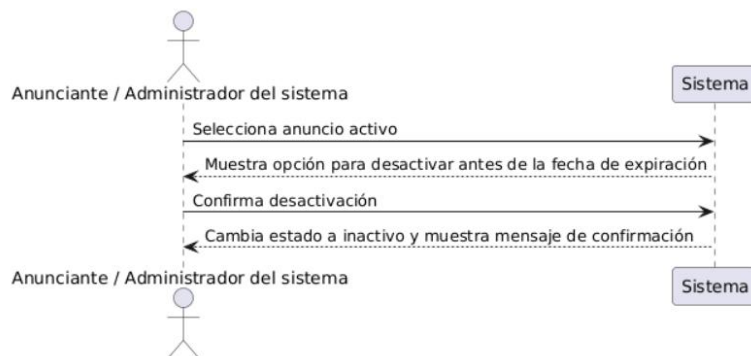 Anunciante / Administrador del sistema
Sistema
Selecciona anuncio activo
Muestra opción para desactivar antes de la fecha de expiración
Confirma desactivación
Cambia estado a inactivo y muestra mensaje de confirmación
Anunciante / Administrador del sistema
Sistema